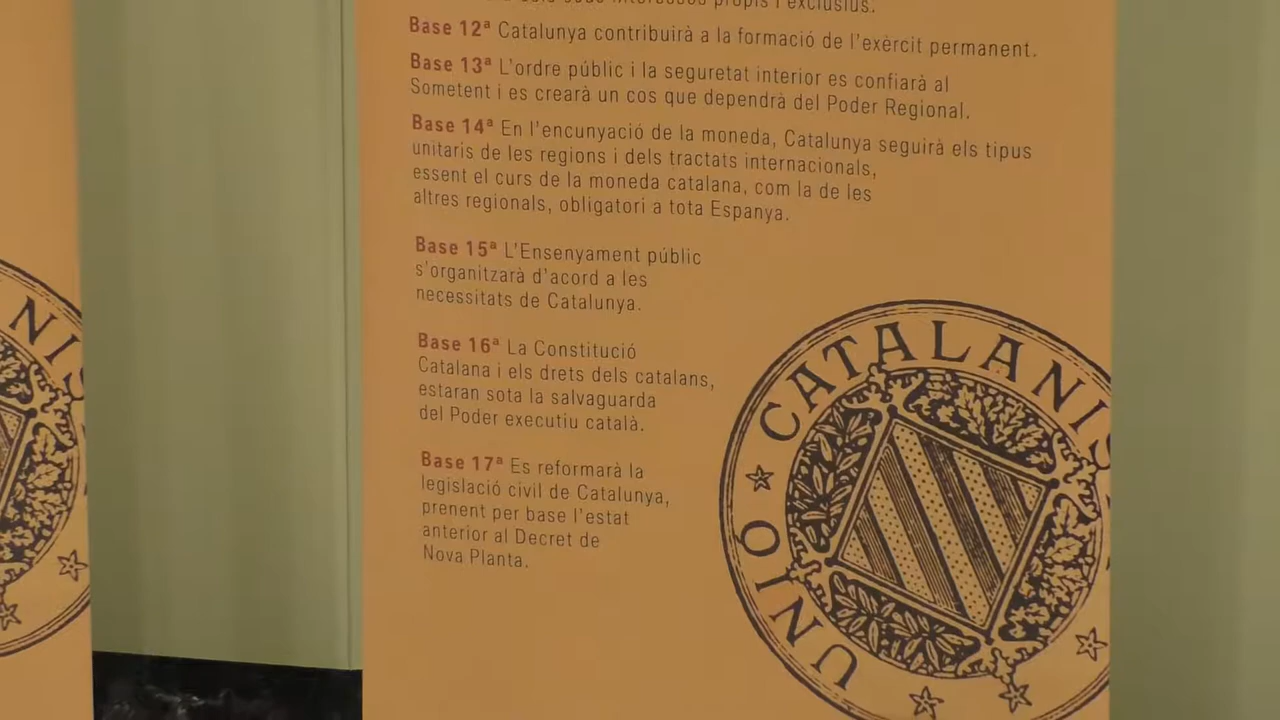 interessos propis i exclusius.
Base 12ª Catalunya contribuirà a la formació de l'exèrcit permanent.
Base 13ª L'ordre públic i la seguretat interior es confiarà al
Sometent i es crearà un cos que dependrà del Poder Regional.
Base 14ª En l'encunyació de la moneda, Catalunya seguirà els tipus
unitaris de les regions i dels tractats internacionals,
essent el curs de la moneda catalana, com la de les
altres regionals, obligatori a tota Espanya.
Base 15ª L'Ensenyament públic
s'organitzarà d'acord a les
necessitats de Catalunya.
Base 16ª La Constitució
Catalana i els drets dels catalans,
estaran sota la salvaguarda
del Poder executiu català.
Base 17ª Es reformarà la
legislació civil de Catalunya,
prenent per base l'estat
anterior al Decret de
Nova Planta.
UNIÓ CATALANIS
NIS